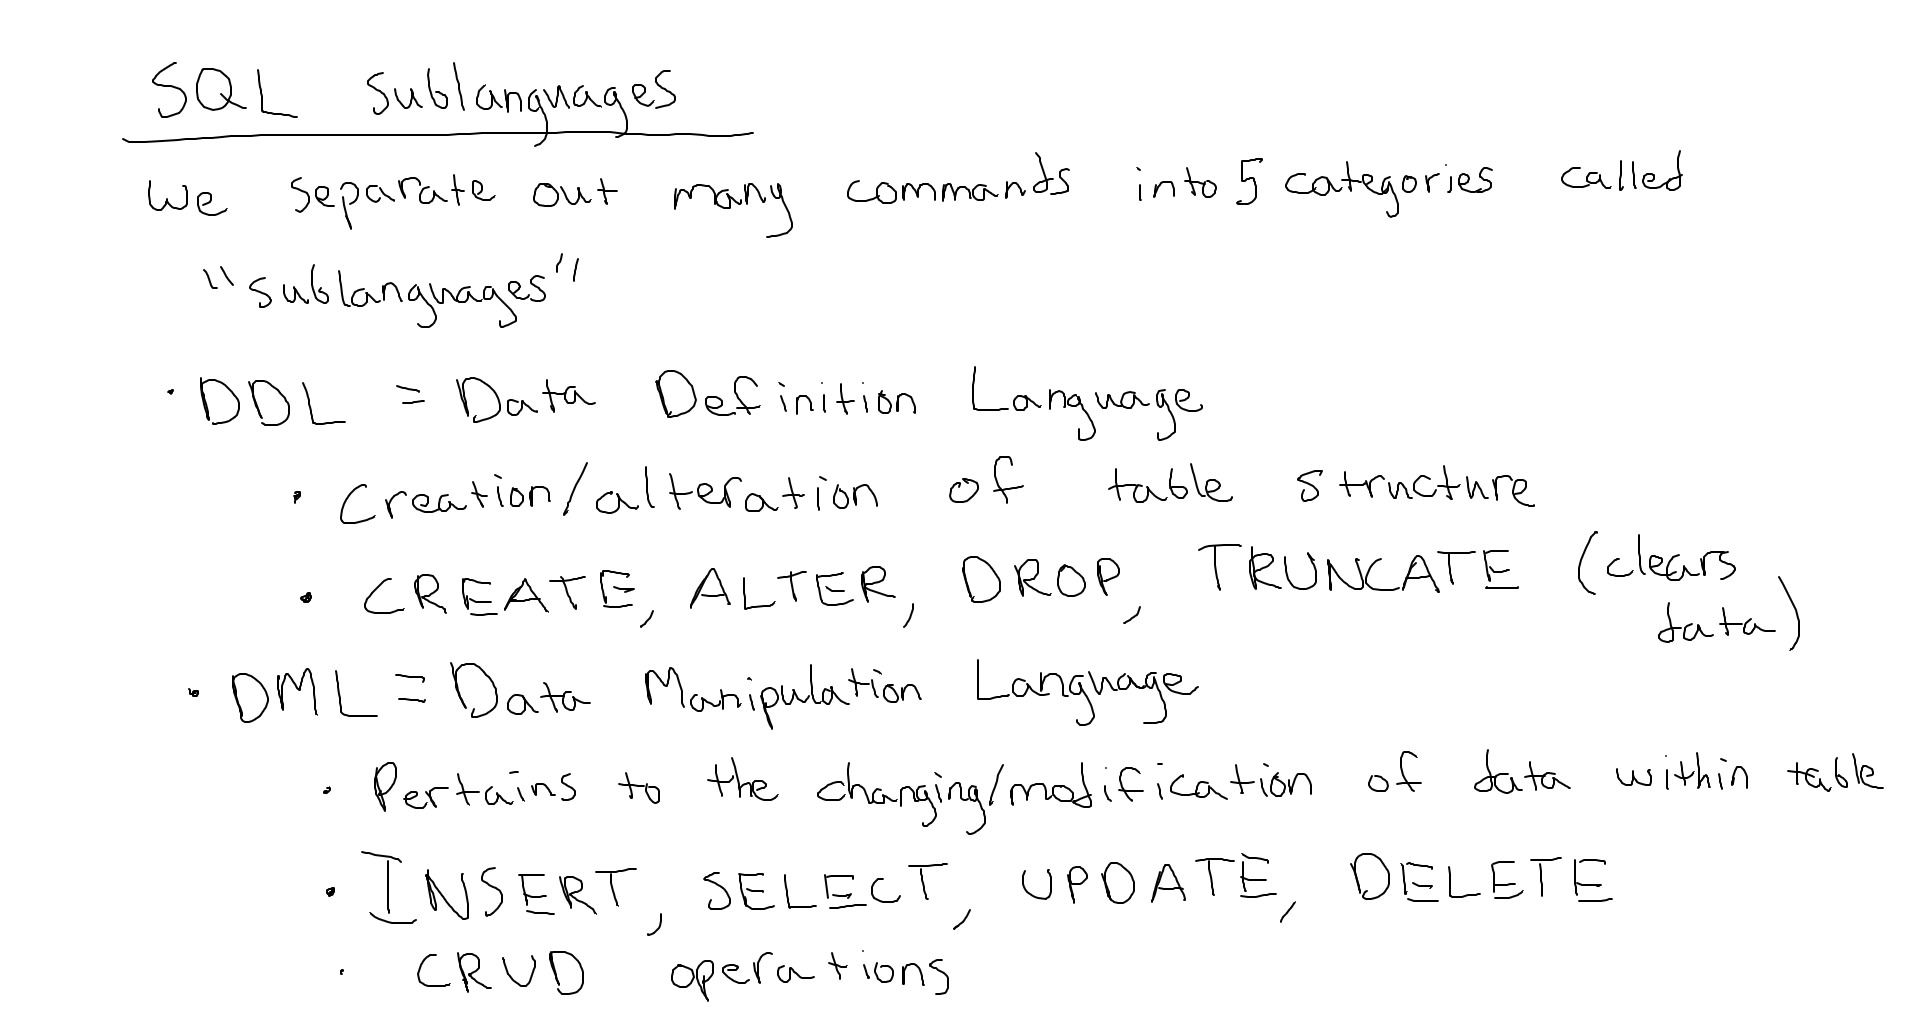 SQL sublanguages
We separate out many commands into 5 categories called
"sublanguages"
· DDL = Data Definition Language
· Creation/alteration of table structure
· CREATE, ALTER, DROP, TRUNCATE (clears
data)
· DML = Data Manipulation Language
· Pertains to the changing/modification of data within table
· INSERT, SELECT, UPDATE, DELETE
· CRUD operations